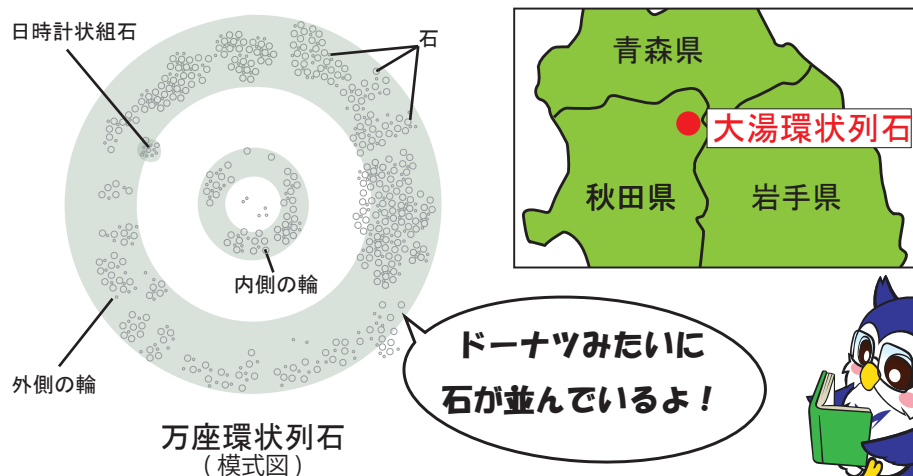 日時計状組石
石
内側の輪
外側の輪
万座環状列石
(模式図)
青森県
大湯環状列石
秋田県
岩手県
ドーナツみたいに
石が並んでいるよ!